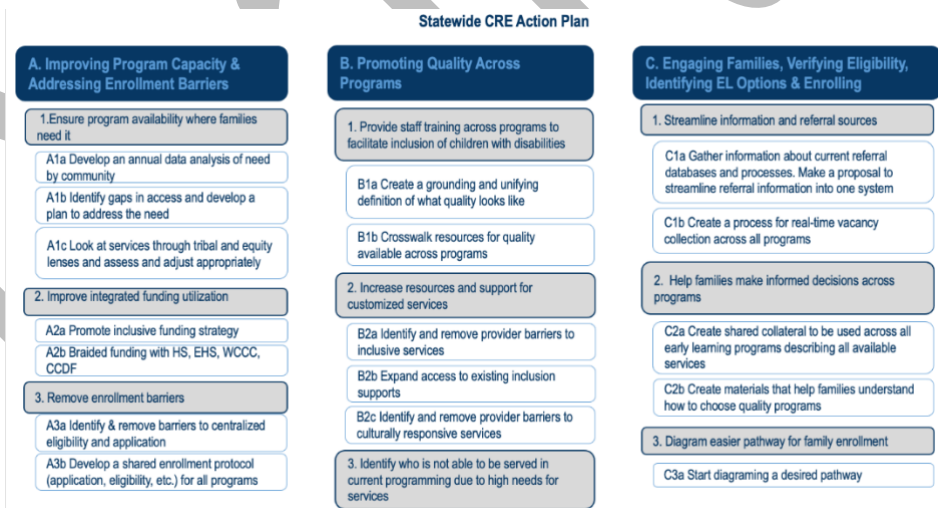 Statewide CRE Action Plan
A. Improving Program Capacity &
Addressing Enrollment Barriers
1.Ensure program availability where families
need it
A1a Develop an annual data analysis of need
by community
A1b Identify gaps in access and develop a
plan to address the need
A1c Look at services through tribal and equity
lenses and assess and adjust appropriately
2. Improve integrated funding utilization
A2a Promote inclusive funding strategy
A2b Braided funding with HS, EHS, WCCC,
CCDF
3. Remove enrollment barriers
A3a Identify & remove barriers to centralized
eligibility and application
A3b Develop a shared enrollment protocol
(application, eligibility, etc.) for all programs
B. Promoting Quality Across
Programs
1. Provide staff training across programs to
facilitate inclusion of children with disabilities
B1a Create a grounding and unifying
definition of what quality looks like
B1b Crosswalk resources for quality
available across programs
2. Increase resources and support for
customized services
B2a Identify and remove provider barriers to
inclusive services
B2b Expand access to existing inclusion
supports
B2c Identify and remove provider barriers to
culturally responsive services
3. Identify who is not able to be served in
current programming due to high needs for
services
C. Engaging Families, Verifying Eligibility,
Identifying EL Options & Enrolling
1. Streamline information and referral sources
C1a Gather information about current referral
databases and processes. Make a proposal to
streamline referral information into one system
C1b Create a process for real-time vacancy
collection across all programs
2. Help families make informed decisions across
programs
C2a Create shared collateral to be used across all
early learning programs describing all available
services
C2b Create materials that help families understand
how to choose quality programs
3. Diagram easier pathway for family enrollment
C3a Start diagraming a desired pathway